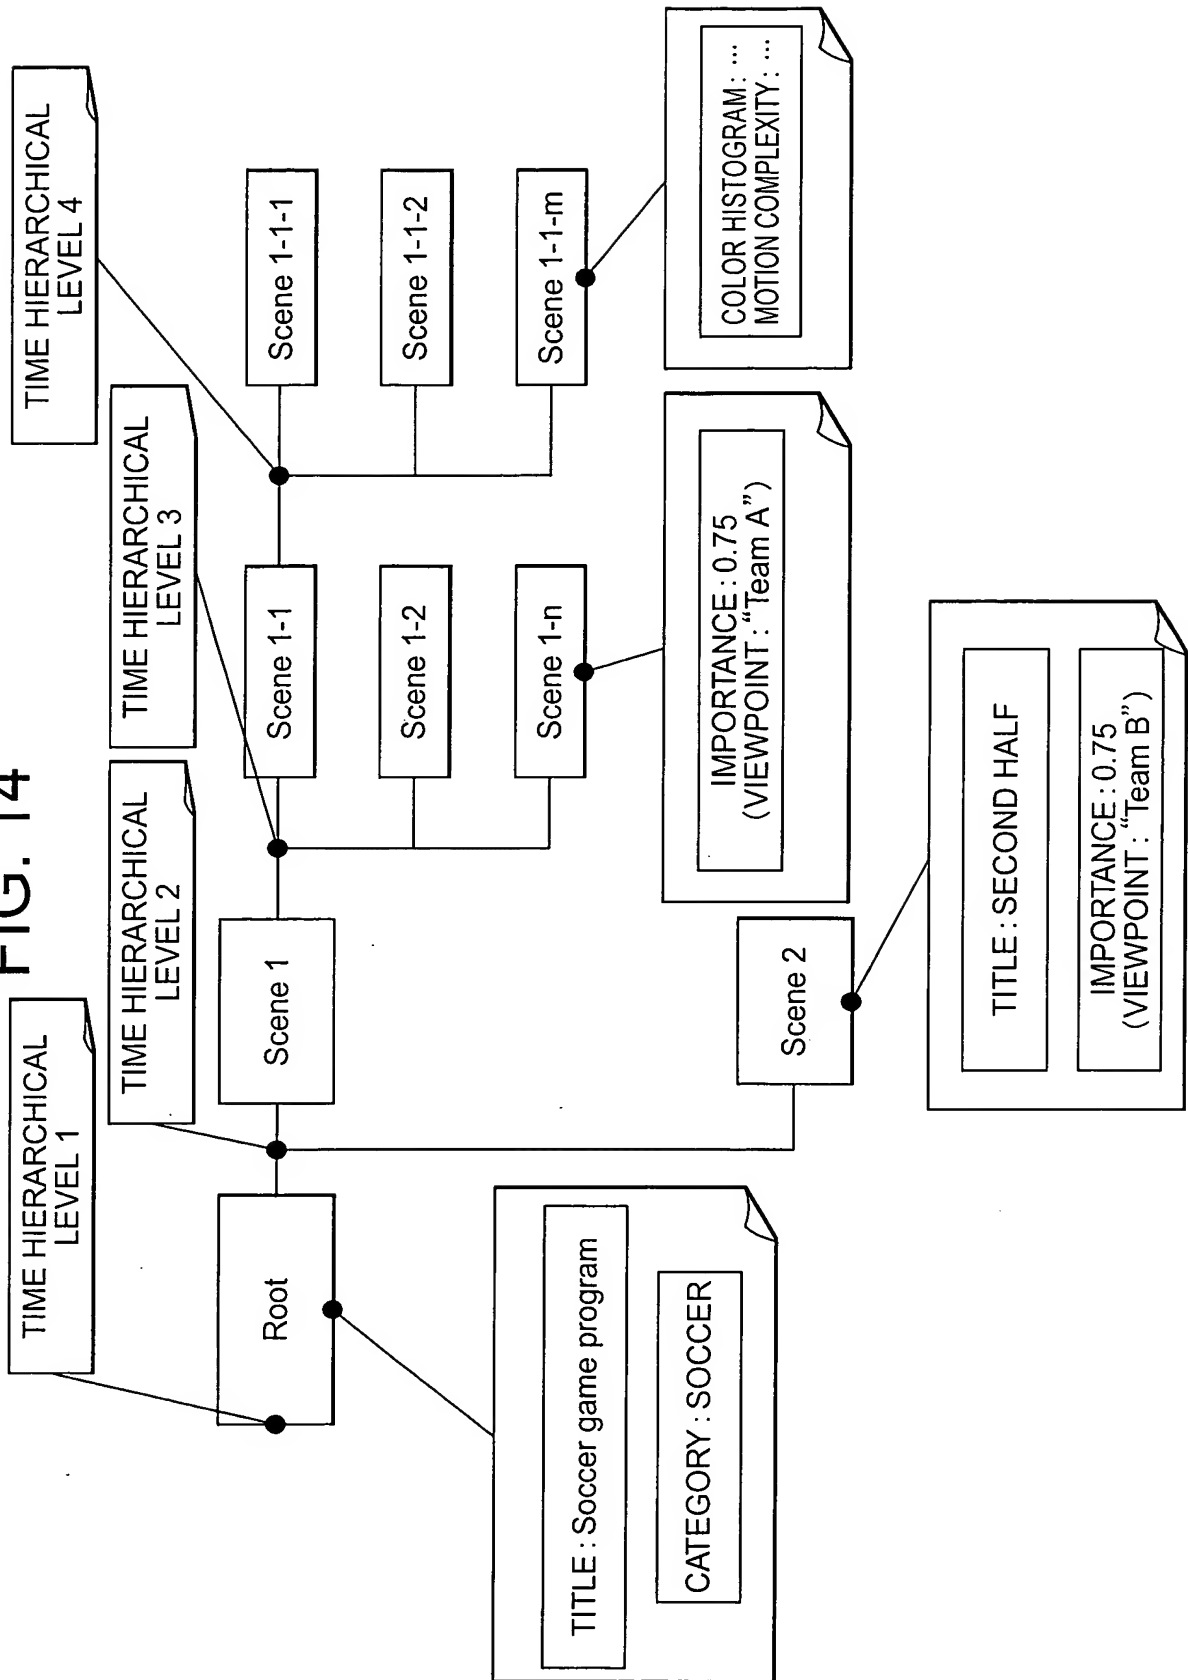 FIG. 14
TIME HIERARCHICAL
LEVEL 1
TIME HIERARCHICAL
LEVEL 2
TIME HIERARCHICAL
LEVEL 3
TIME HIERARCHICAL
LEVEL 4
Root
Scene 1
Scene 1-1
Scene 1-1-1
Scene 1-2
Scene 1-1-2
Scene 1-n
Scene 1-1-m
TITLE : Soccer game program
CATEGORY : SOCCER
Scene 2
IMPORTANCE : 0.75
(VIEWPOINT : “Team A”)
COLOR HISTOGRAM : ...
MOTION COMPLEXITY : ...
TITLE : SECOND HALF
IMPORTANCE : 0.75
(VIEWPOINT : “Team B”)